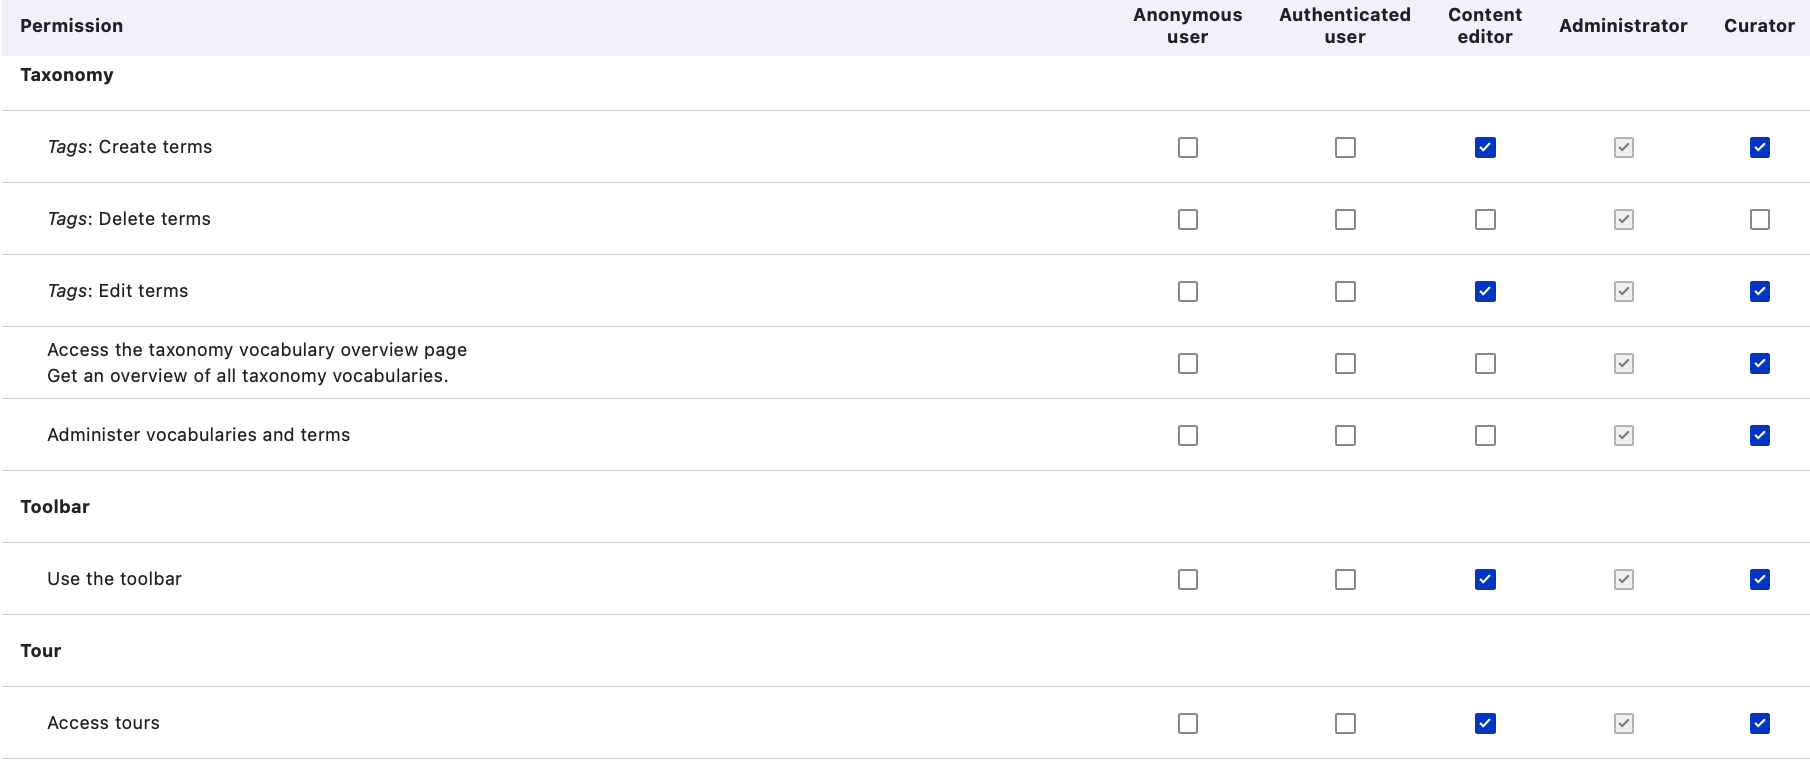 Permission
Anonymous user
Authenticated user
Content editor
Administrator
Curator
Taxonomy
Tags: Create terms
Tags: Delete terms
Tags: Edit terms
Access the taxonomy vocabulary overview page
Get an overview of all taxonomy vocabularies.
Administer vocabularies and terms
Toolbar
Use the toolbar
Tour
Access tours